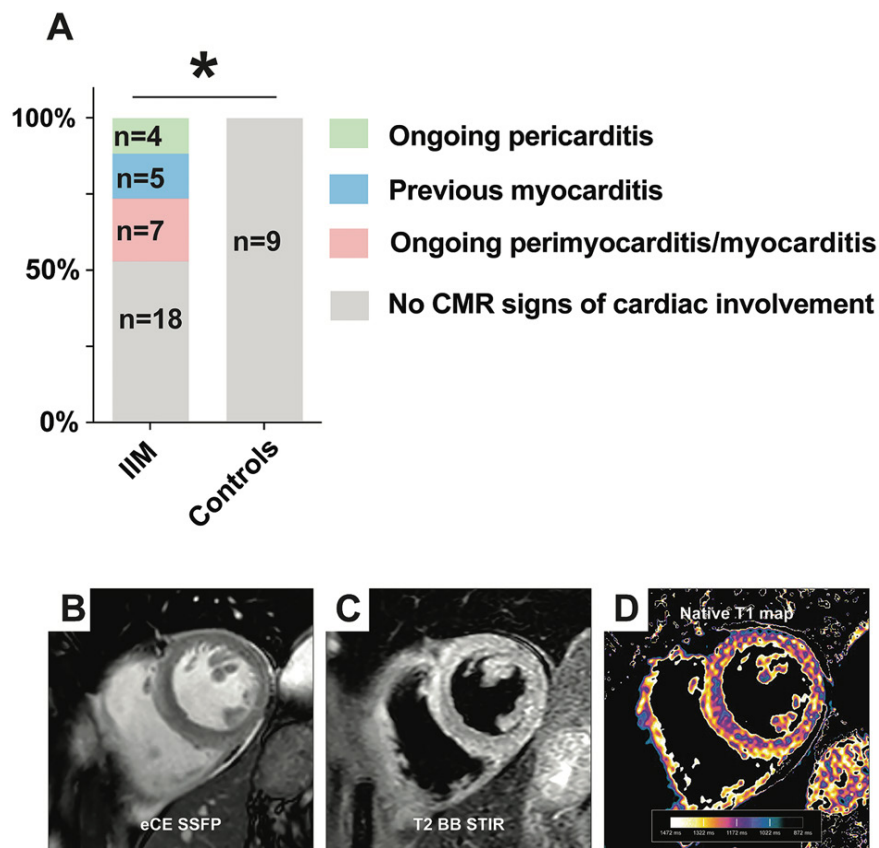 A
*
100%
50%
0%
n=4
n=5
n=7
n=18
n=9
IIM
Controls
Ongoing pericarditis
Previous myocarditis
Ongoing perimyocarditis/myocarditis
No CMR signs of cardiac involvement
B
eCE SSFP
C
T2 BB STIR
D
Native T1 map
1472 ms 1322 ms 1172 ms 1022 ms 872 ms